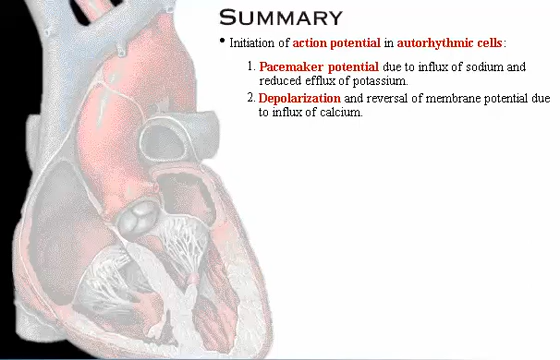 SUMMARY
• Initiation of action potential in autorhythmic cells:
1. Pacemaker potential due to influx of sodium and
reduced efflux of potassium.
2. Depolarization and reversal of membrane potential due
to influx of calcium.